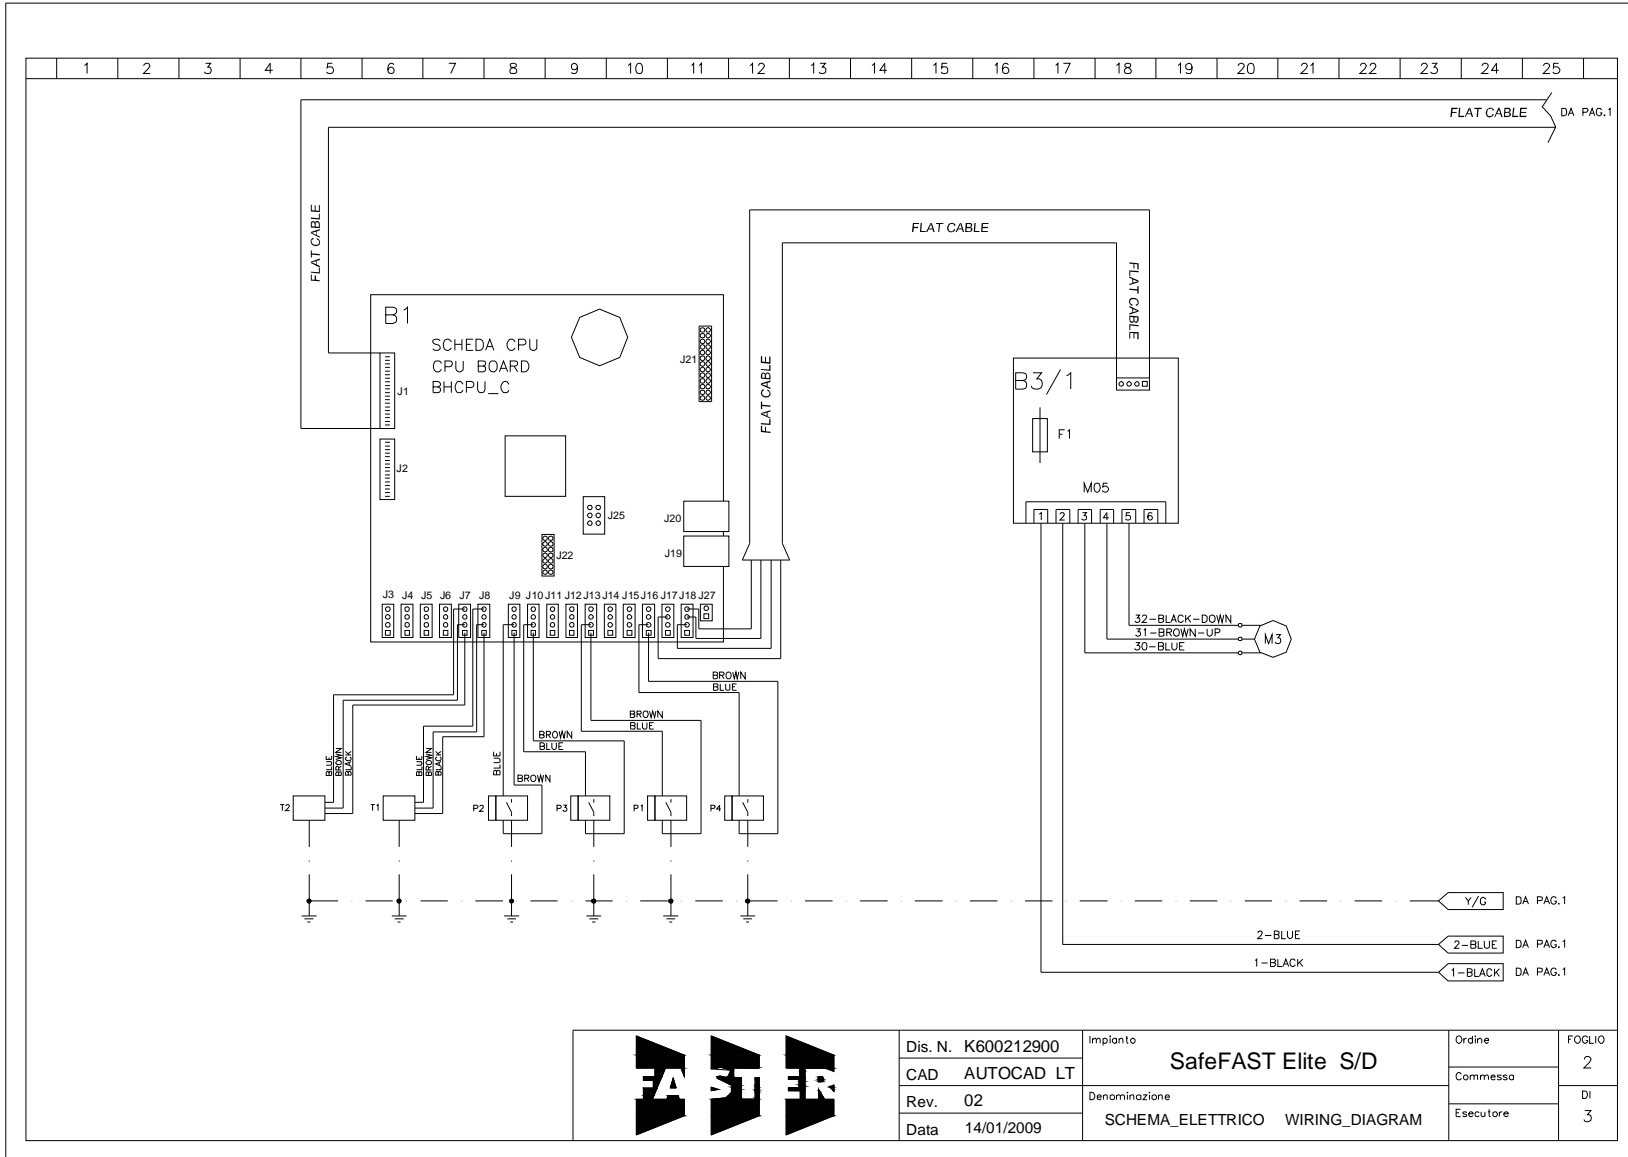 1 2 3 4 5 6 7 8 9 10 11 12 13 14 15 16 17 18 19 20 21 22 23 24 25
FLAT CABLE
DA PAG.1
FLAT CABLE
FLAT CABLE
FLAT CABLE
FLAT CABLE
B1
SCHEDA CPU
CPU BOARD
BHCPU_C
J21
J1
J2
J25
J20
J22
J19
J3 J4 J5 J6 J7 J8 J9 J10 J11 J12 J13 J14 J15 J16 J17 J18 J27
B3/1
F1
M05
1 2 3 4 5 6
32-BLACK-DOWN
31-BROWN-UP
30-BLUE
M3
BROWN
BLUE
BROWN
BLUE
BROWN
BLUE
BLUE
BROWN
BLUE
BROWN
BLACK
BLUE
BROWN
BLACK
T2
T1
P2
P3
P1
P4
Y/G
DA PAG.1
2-BLUE
2-BLUE
DA PAG.1
1-BLACK
1-BLACK
DA PAG.1
FASTER
Dis. N. K600212900
CAD AUTOCAD LT
Rev. 02
Data 14/01/2009
Impianto
SafeFAST Elite S/D
Denominazione
SCHEMA_ELETTRICO WIRING_DIAGRAM
Ordine
Commessa
Esecutore
FOGLIO
2
DI
3